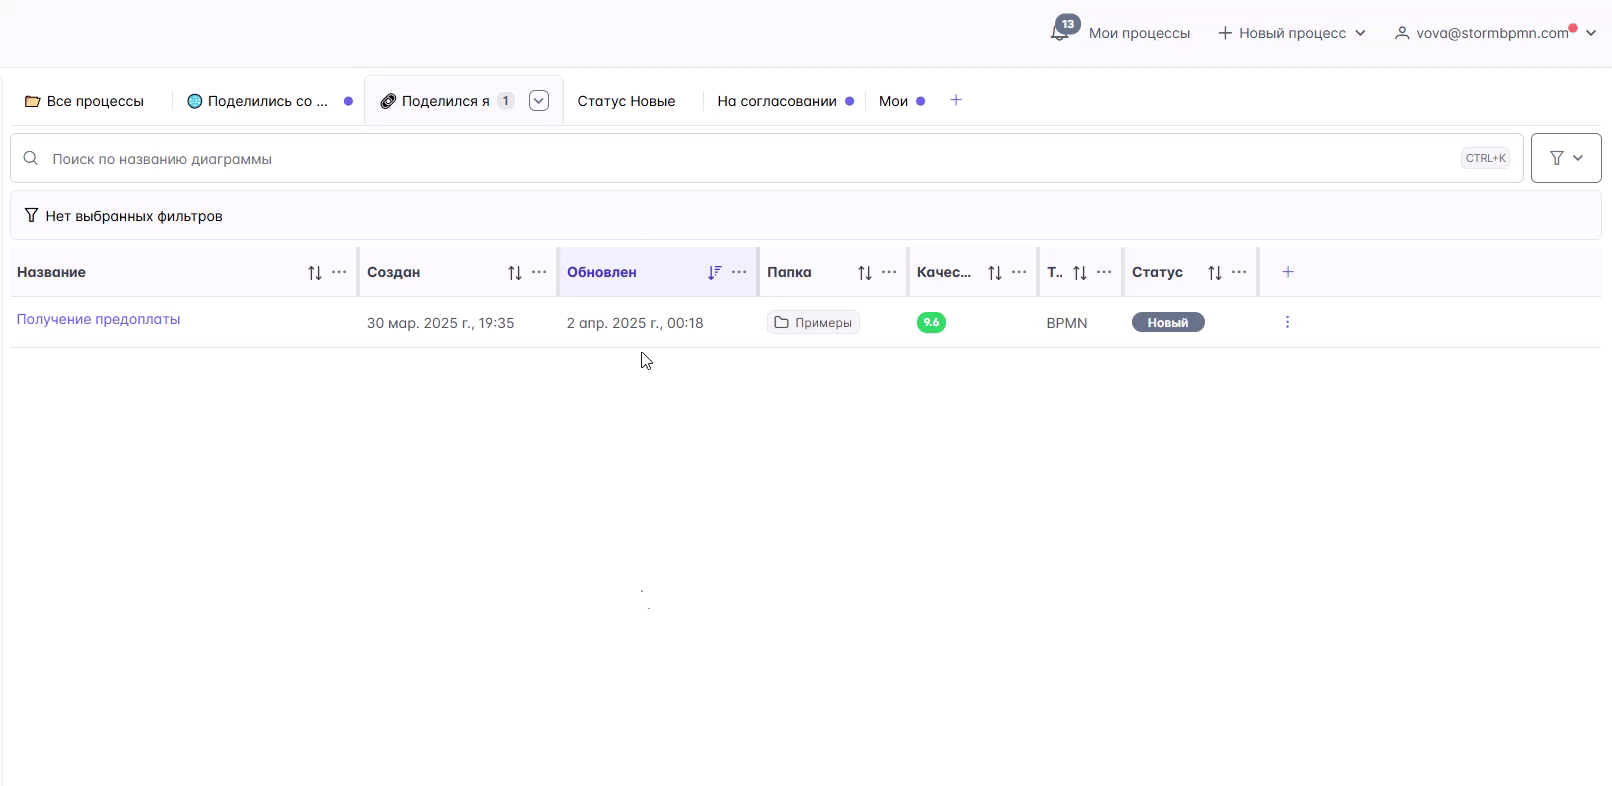 13
Мои процессы
Новый процесс
vova@stormbpmn.com
Все процессы
Поделились со ...
Поделился я 1
Статус Новые
На согласовании
Мои
Поиск по названию диаграммы
CTRL+K
Нет выбранных фильтров
Название
Создан
Обновлен
Папка
Качес...
Т..
Статус
Получение предоплаты
30 мар. 2025 г., 19:35
2 апр. 2025 г., 00:18
Примеры
9.6
BPMN
Новый